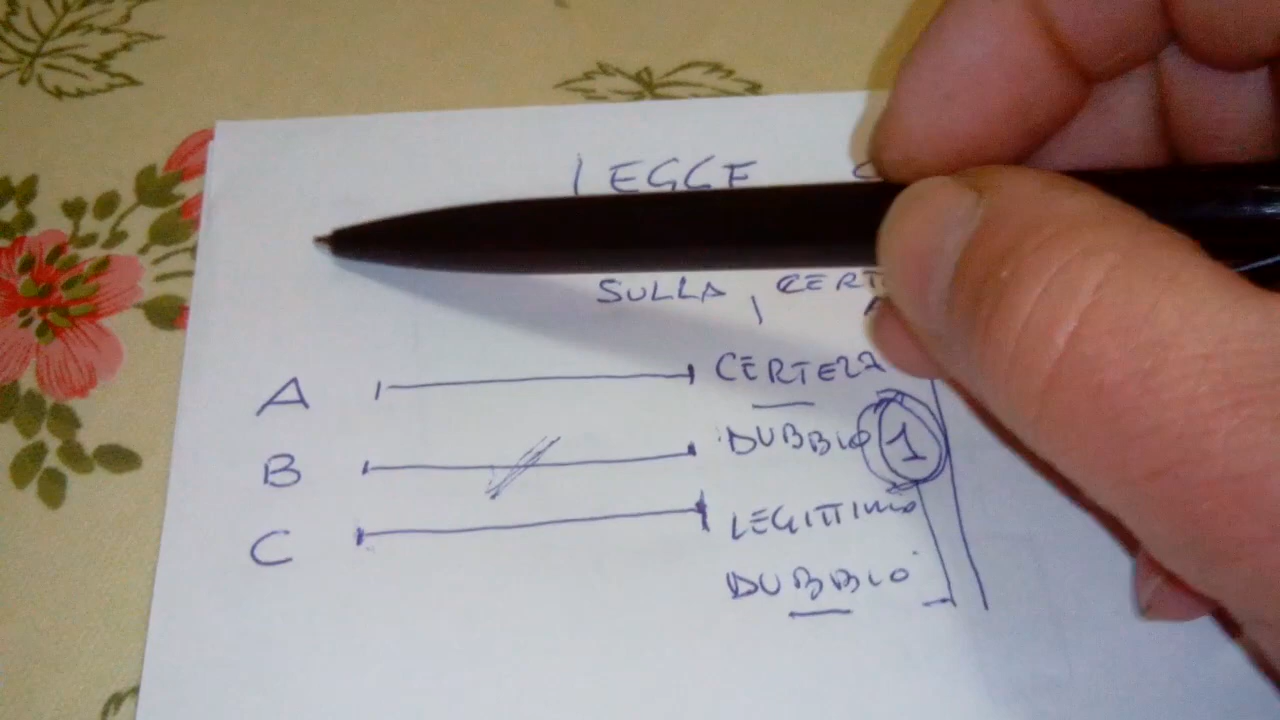 LEGGE
SULLA
A CERTEZZA
B DUBBIO 1
C LEGITTIMO
DUBBIO